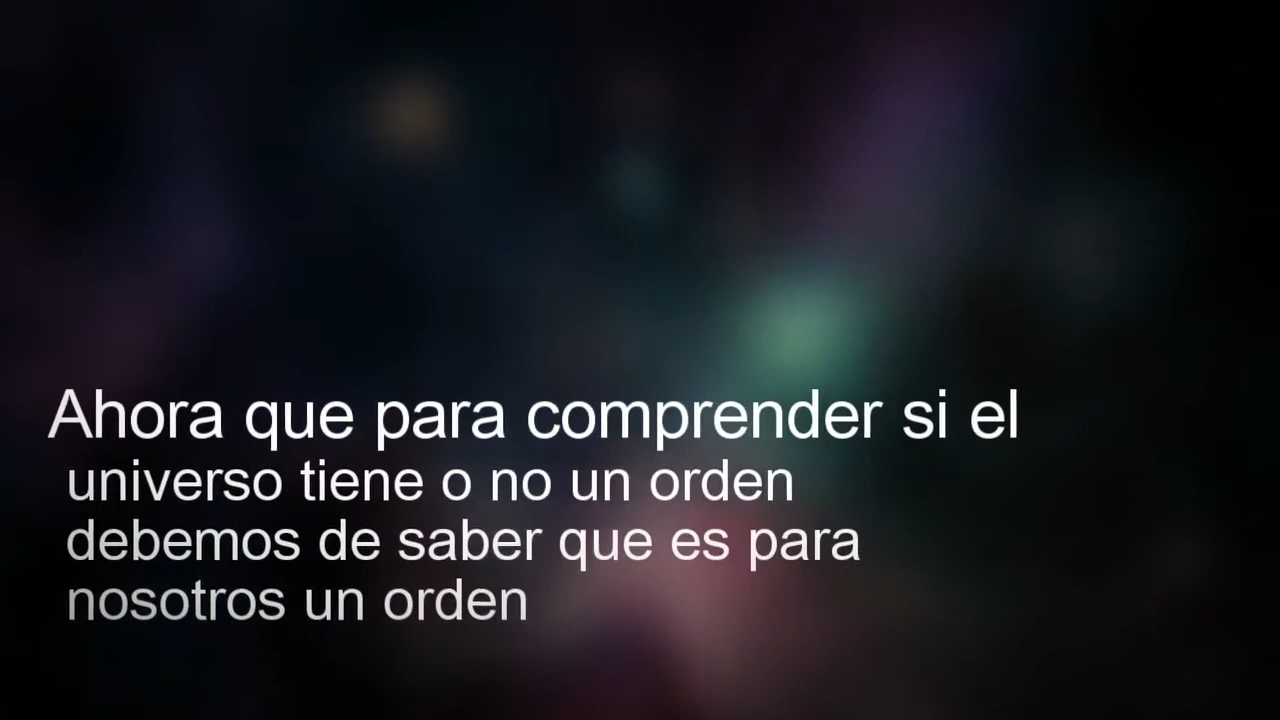 Ahora que para comprender si el
universo tiene o no un orden
debemos de saber que es para
nosotros un orden